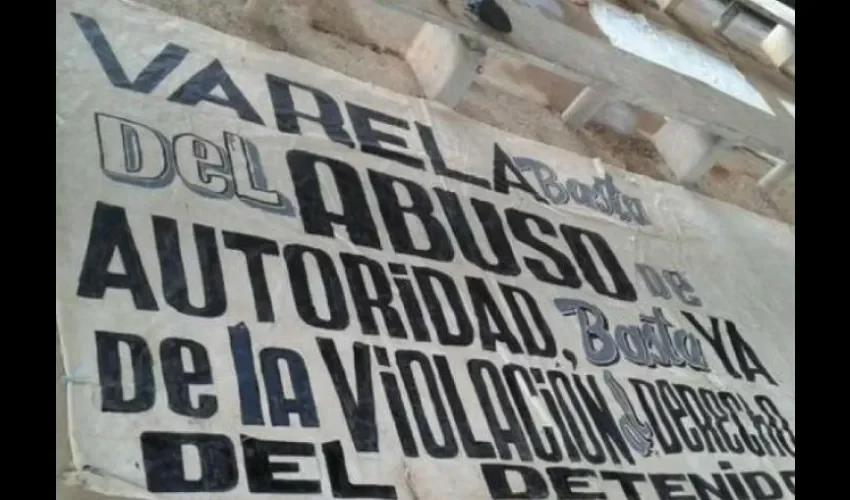 VARELA Basta
DEL ABUSO DE
AUTORIDAD, Basta YA
DE LA VIOLACIÓN
DERECHO
DEL DETENIDO